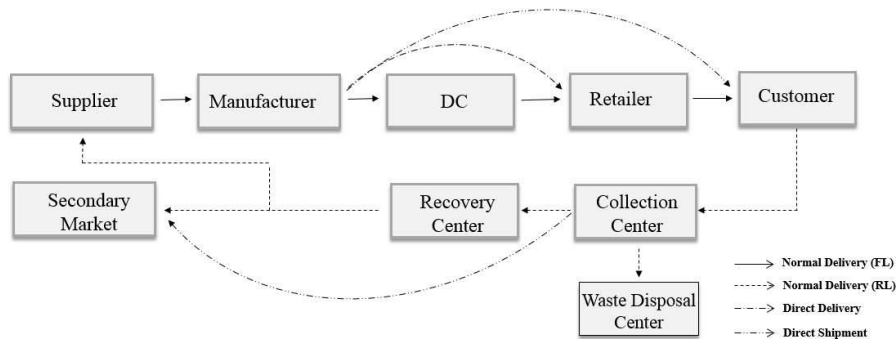 Supplier
Manufacturer
DC
Retailer
Customer
Secondary
Market
Recovery
Center
Collection
Center
Waste Disposal
Center
Normal Delivery (FL)
Normal Delivery (RL)
Direct Delivery
Direct Shipment